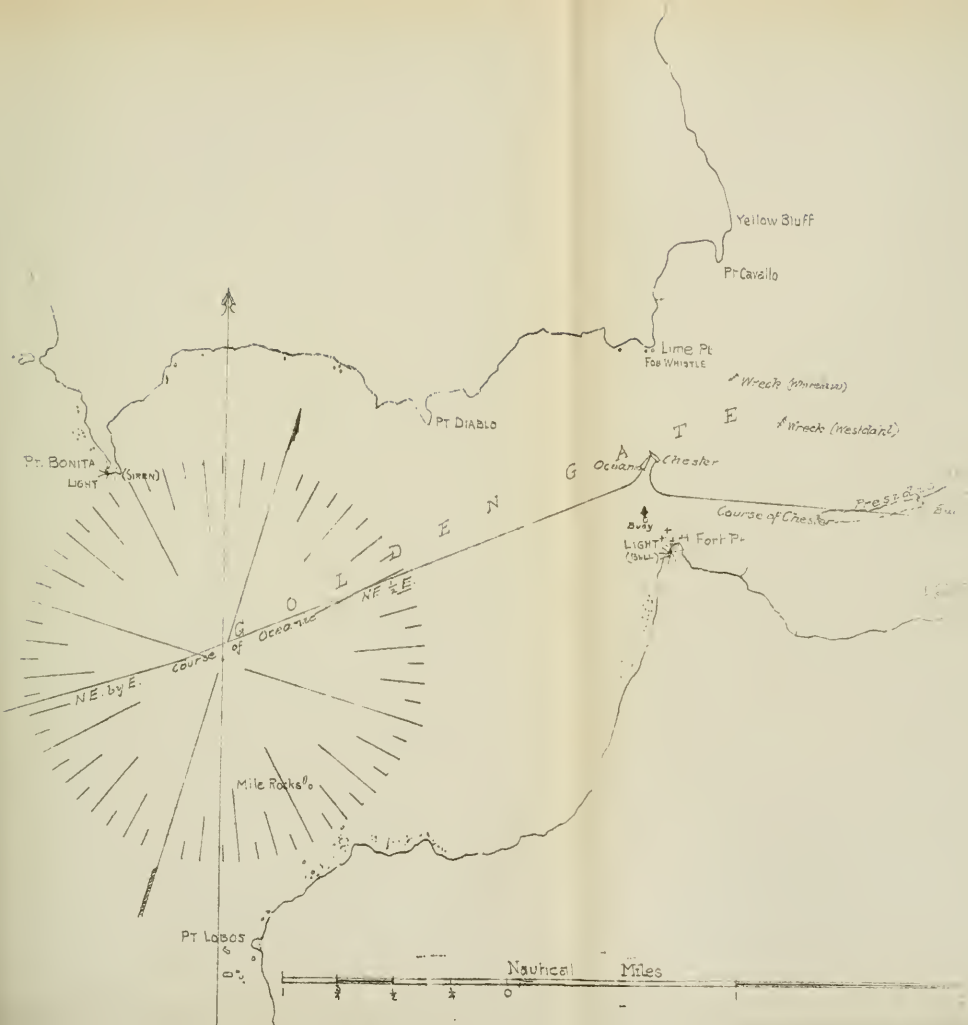 Yellow Bluff
Pt Cavallo
Lime Pt
FOG WHISTLE
Wreck
Wreck
PT DIABLO
PT. BONITA
LIGHT
(SIREN)
GOLDEN GATE
Oceanic
Chester
Course of Chester
Buoy
LIGHT
(BELL)
Fort Pt
NE ½ E.
Course of Oceanic
NE. by E.
Mile Rocks
PT LOBOS
Nautical Miles
1 ¾ ½ ¼ 0 1